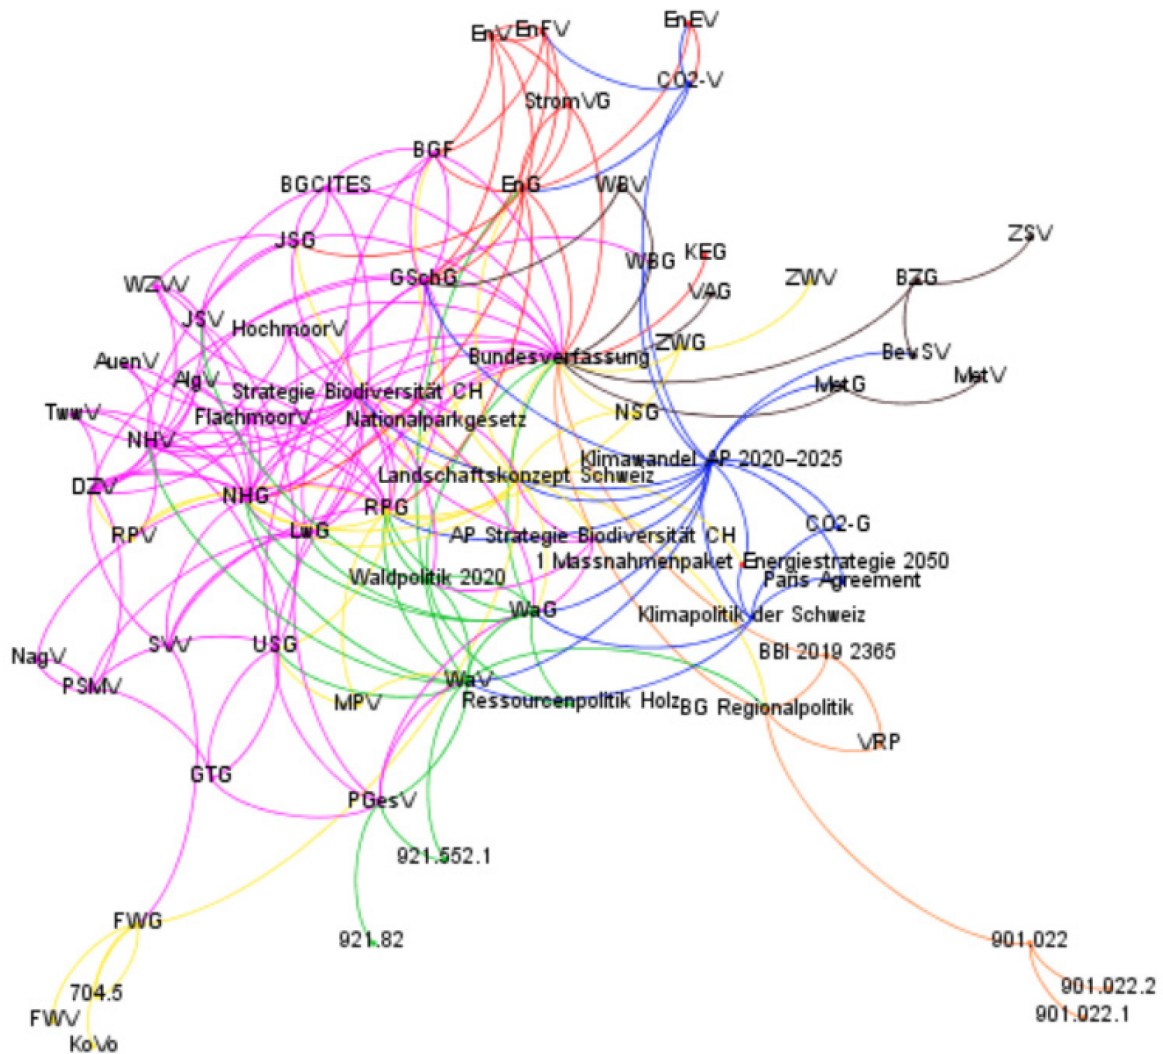 EnV EnFV
EnEV
CO2-V
StromVG
BGF
BGCITES
EnG
WBV
ZSV
JSG
KEG
WBG
GSchG
ZWV
BZG
WZVV
VAG
JSV
HochmoorV
ZWG
BevSV
Bundesverfassung
AuenV
AlgV
MstG
MstV
Strategie Biodiversität CH
TwwV
FlachmoorV
Nationalparkgesetz
NSG
NHV
Klimawandel AP 2020–2025
Landschaftskonzept Schweiz
DZV
NHG
RPG
CO2-G
RPV
LwG
AP Strategie Biodiversität CH
1 Massnahmenpaket Energiestrategie 2050
Waldpolitik 2020
Paris Agreement
WaG
Klimapolitik der Schweiz
SVV
USG
BBI 2019 2365
NagV
PSMV
WaV
MPV
Ressourcenpolitik Holz
BG Regionalpolitik
VRP
GTG
PGesV
921.552.1
FWG
921.82
901.022
704.5
901.022.2
FWV
901.022.1
KoVo